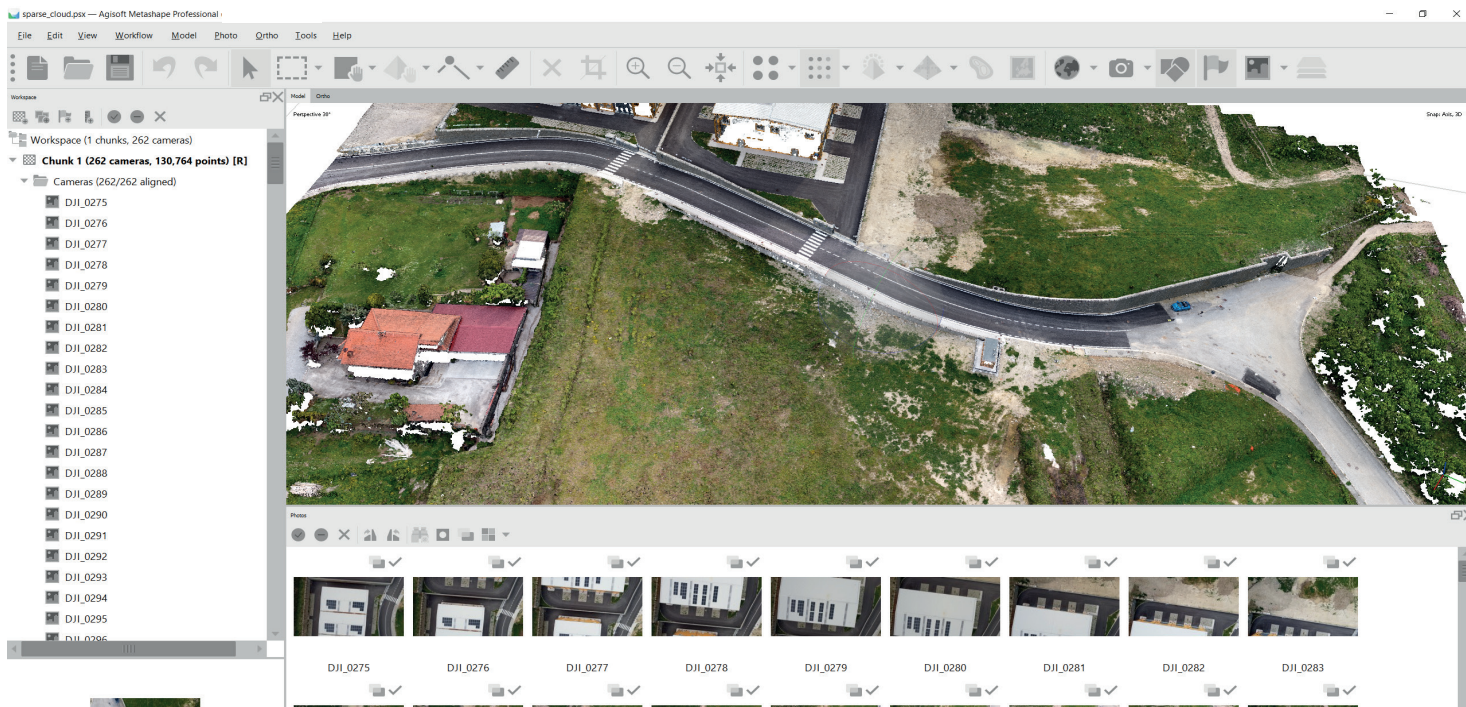 sparse_cloud.psx — Agisoft Metashape Professional
File Edit View Workflow Model Photo Ortho Tools Help
Workspace
Workspace (1 chunks, 262 cameras)
Chunk 1 (262 cameras, 130,764 points) [R]
Cameras (262/262 aligned)
DJI_0275
DJI_0276
DJI_0277
DJI_0278
DJI_0279
DJI_0280
DJI_0281
DJI_0282
DJI_0283
DJI_0284
DJI_0285
DJI_0286
DJI_0287
DJI_0288
DJI_0289
DJI_0290
DJI_0291
DJI_0292
DJI_0293
DJI_0294
DJI_0295
DJI_0296
Model Ortho
Perspective 30°
Snap: Axis, 3D
Photos
DJI_0275 DJI_0276 DJI_0277 DJI_0278 DJI_0279 DJI_0280 DJI_0281 DJI_0282 DJI_0283